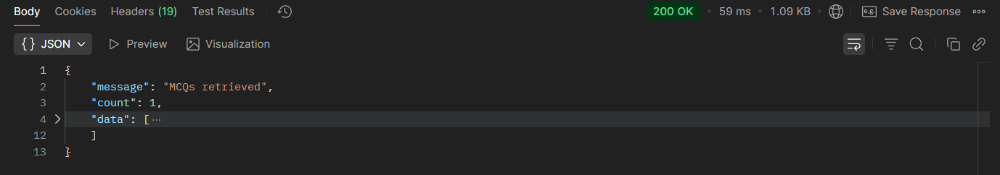 Body Cookies Headers (19) Test Results 200 OK • 59 ms • 1.09 KB • e.g. Save Response
{} JSON Preview Visualization
1 {
2 "message": "MCQs retrieved",
3 "count": 1,
4 "data": [ ···
12 ]
13 }